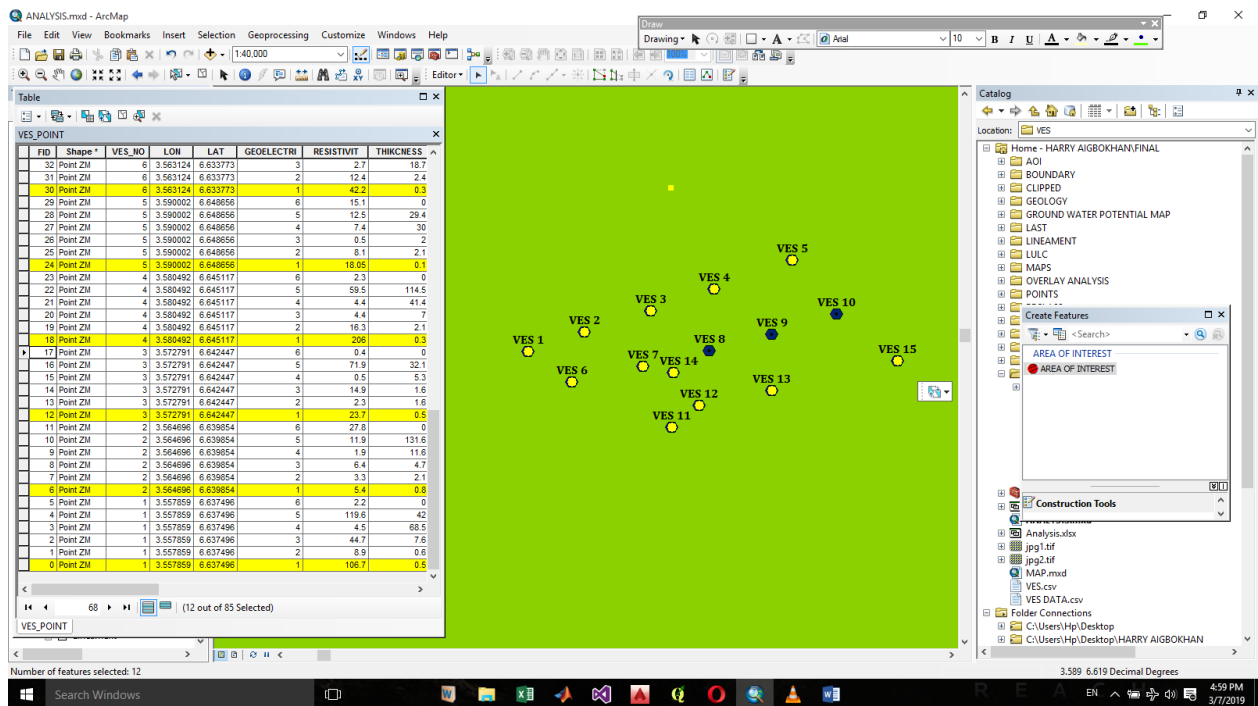 ANALYSIS.mxd - ArcMap
File Edit View Bookmarks Insert Selection Geoprocessing Customize Windows Help
Draw
Drawing Arial 10 B I U A
1:40,000
Editor
Table
VES_POINT
FID Shape * VES_NO LON LAT GEOELECTRI RESISTIVIT THIKCNESS
32 Point ZM 6 3.563124 6.633773 3 2.7 18.7
31 Point ZM 6 3.563124 6.633773 2 12.4 2.4
30 Point ZM 6 3.563124 6.633773 1 42.2 0.3
29 Point ZM 5 3.590002 6.648656 6 15.1 0
28 Point ZM 5 3.590002 6.648656 5 12.5 29.4
27 Point ZM 5 3.590002 6.648656 4 7.4 30
26 Point ZM 5 3.590002 6.648656 3 0.5 2
25 Point ZM 5 3.590002 6.648656 2 8.1 2.1
24 Point ZM 5 3.590002 6.648656 1 18.05 0.1
23 Point ZM 4 3.580492 6.645117 6 2.3 0
22 Point ZM 4 3.580492 6.645117 5 59.5 114.5
21 Point ZM 4 3.580492 6.645117 4 4.4 41.4
20 Point ZM 4 3.580492 6.645117 3 4.4 7
19 Point ZM 4 3.580492 6.645117 2 16.3 2.1
18 Point ZM 4 3.580492 6.645117 1 206 0.3
17 Point ZM 3 3.572791 6.642447 6 0.4 0
16 Point ZM 3 3.572791 6.642447 5 71.9 32.1
15 Point ZM 3 3.572791 6.642447 4 0.5 5.3
14 Point ZM 3 3.572791 6.642447 3 14.9 1.6
13 Point ZM 3 3.572791 6.642447 2 2.3 1.6
12 Point ZM 3 3.572791 6.642447 1 23.7 0.5
11 Point ZM 2 3.564696 6.639854 6 27.8 0
10 Point ZM 2 3.564696 6.639854 5 11.9 131.6
9 Point ZM 2 3.564696 6.639854 4 1.9 11.6
8 Point ZM 2 3.564696 6.639854 3 6.4 4.7
7 Point ZM 2 3.564696 6.639854 2 3.3 2.1
6 Point ZM 2 3.564696 6.639854 1 5.4 0.8
5 Point ZM 1 3.557859 6.637496 6 2.2 0
4 Point ZM 1 3.557859 6.637496 5 119.6 42
3 Point ZM 1 3.557859 6.637496 4 4.5 68.5
2 Point ZM 1 3.557859 6.637496 3 44.7 7.6
1 Point ZM 1 3.557859 6.637496 2 8.9 0.6
0 Point ZM 1 3.557859 6.637496 1 106.7 0.5
68 (12 out of 85 Selected)
VES_POINT
VES 5
VES 4
VES 3
VES 10
VES 2
VES 9
VES 1
VES 8
VES 15
VES 7
VES 14
VES 6
VES 13
VES 12
VES 11
Catalog
Location: VES
Home - HARRY AIGBOKHAN\FINAL
AOI
BOUNDARY
CLIPPED
GEOLOGY
GROUND WATER POTENTIAL MAP
LAST
LINEAMENT
LULC
MAPS
OVERLAY ANALYSIS
POINTS
Create Features
<Search>
AREA OF INTEREST
AREA OF INTEREST
Construction Tools
Analysis.xlsx
jpg1.tif
jpg2.tif
MAP.mxd
VES.csv
VES DATA.csv
Folder Connections
C:\Users\Hp\Desktop
C:\Users\Hp\Desktop\HARRY AIGBOKHAN
Number of features selected: 12
3.589 6.619 Decimal Degrees
Search Windows
EN
4:59 PM
3/7/2019